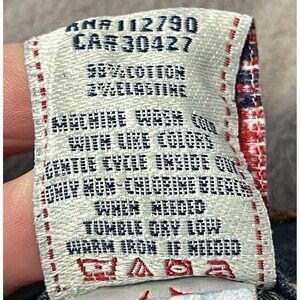 RN# 112790
CA# 30427
98% COTTON
2% ELASTINE
MACHINE WASH COLD
WITH LIKE COLORS
GENTLE CYCLE INSIDE OUT
ONLY NON-CHLORINE BLEACH
WHEN NEEDED
TUMBLE DRY LOW
WARM IRON IF NEEDED